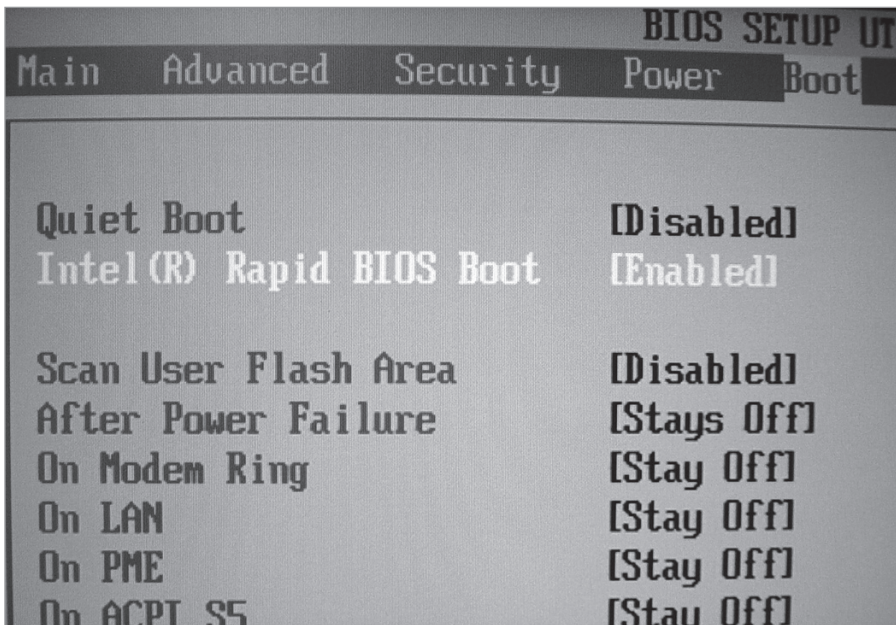 BIOS SETUP UT
Main Advanced Security Power Boot
Quiet Boot [Disabled]
Intel(R) Rapid BIOS Boot [Enabled]
Scan User Flash Area [Disabled]
After Power Failure [Stays Off]
On Modem Ring [Stay Off]
On LAN [Stay Off]
On PME [Stay Off]
On ACPI S5 [Stay Off]